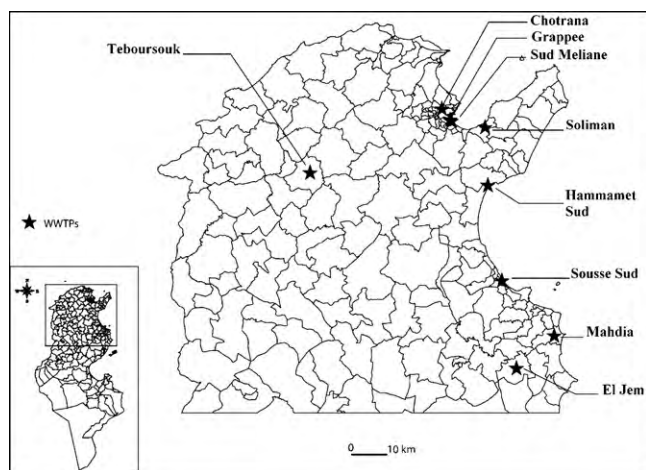 Chotrana
Grappee
Sud Meliane
Teboursouk
Soliman
Hammamet
Sud
WWTPs
Sousse Sud
Mahdia
El Jem
0 10 km